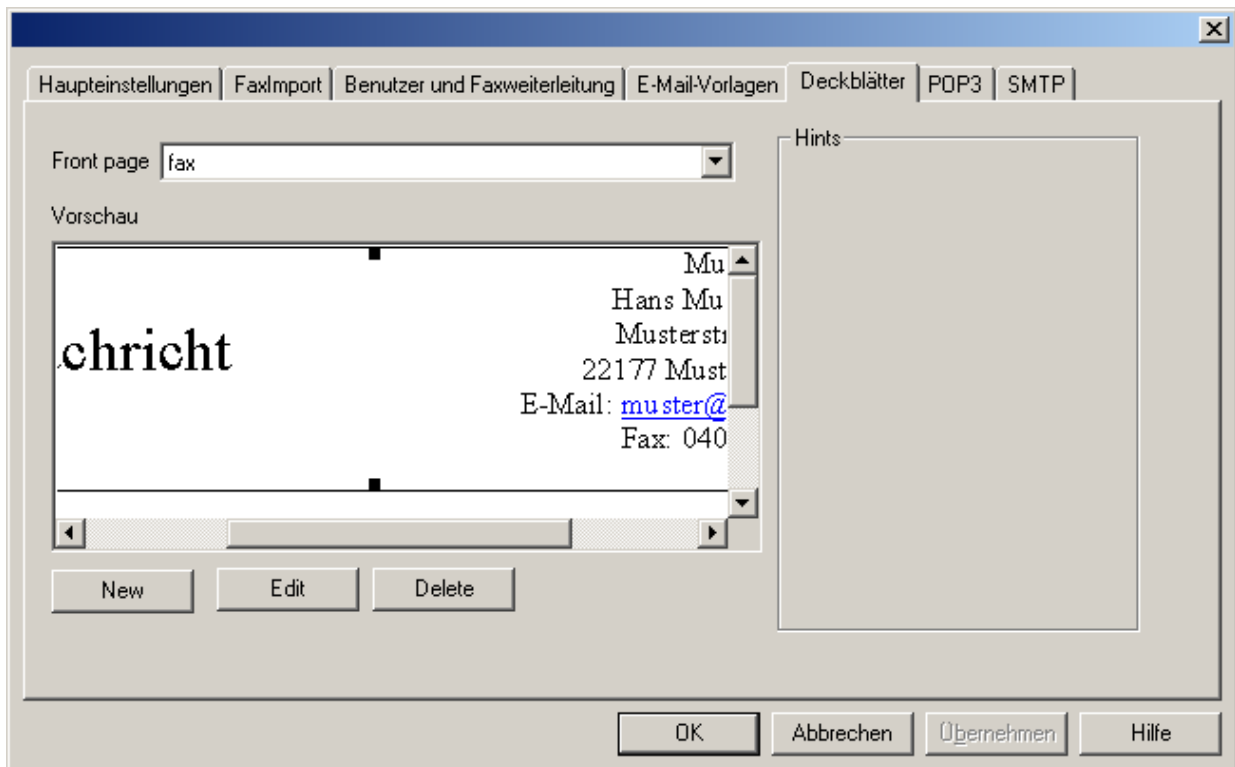 Haupteinstellungen FaxImport Benutzer und Faxweiterleitung E-Mail-Vorlagen Deckblätter POP3 SMTP
Front page fax
Hints
Vorschau
Mu
Hans Mu
Musterst
chricht
22177 Must
E-Mail: muster@
Fax: 040
New Edit Delete
OK Abbrechen Übernehmen Hilfe